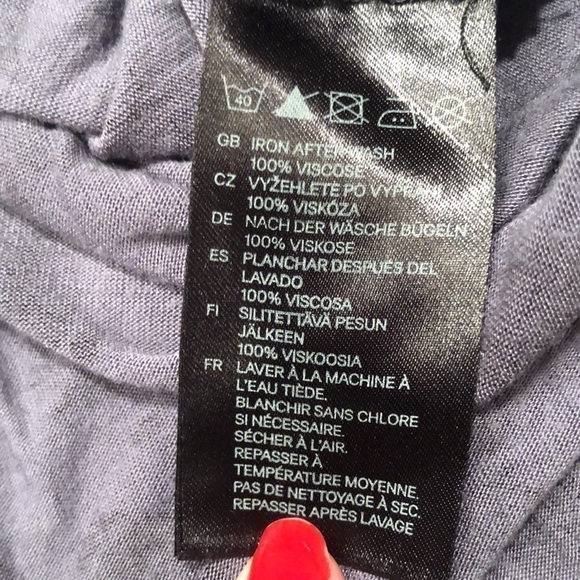 40
GB IRON AFTER WASH
100% VISCOSE
CZ VYŽEHLETE PO VYPRÁNÍ
100% VISKÓZA
DE NACH DER WÄSCHE BÜGELN
100% VISKOSE
ES PLANCHAR DESPUÉS DEL
LAVADO
100% VISCOSA
FI SILITETTÄVÄ PESUN
JÄLKEEN
100% VISKOOSIA
FR LAVER À LA MACHINE À
L'EAU TIÈDE.
BLANCHIR SANS CHLORE
SI NÉCESSAIRE.
SÉCHER À L'AIR.
REPASSER À
TEMPÉRATURE MOYENNE.
PAS DE NETTOYAGE À SEC.
REPASSER APRÈS LAVAGE